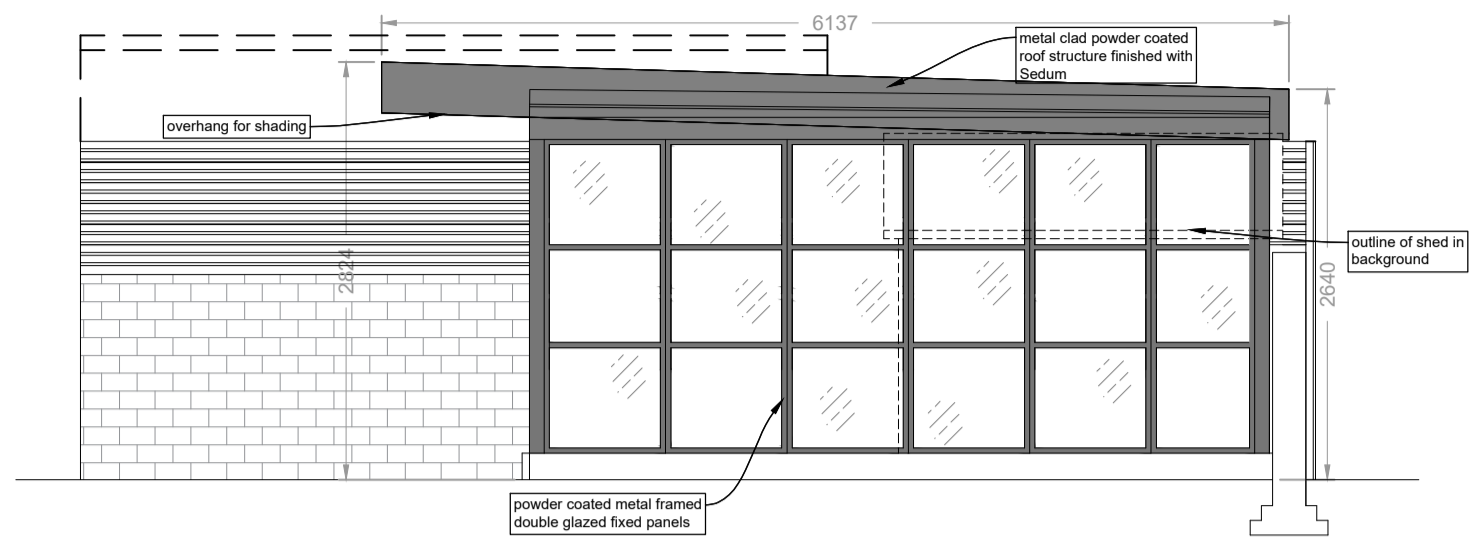 6137
metal clad powder coated
roof structure finished with
Sedum
overhang for shading
2824
outline of shed in
background
2640
powder coated metal framed
double glazed fixed panels